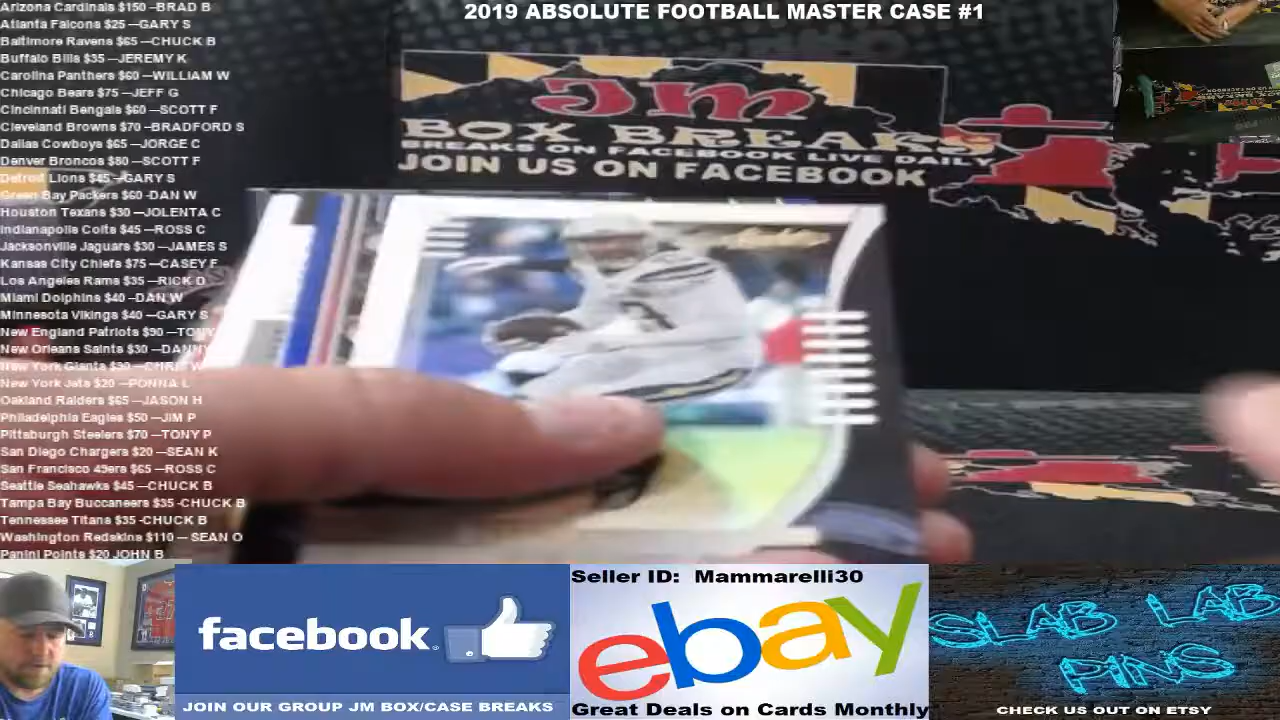 2019 ABSOLUTE FOOTBALL MASTER CASE #1
Arizona Cardinals $150 --BRAD B
Atlanta Falcons $25 --GARY S
Baltimore Ravens $65 --CHUCK B
Buffalo Bills $35 --JEREMY K
Carolina Panthers $60 --WILLIAM W
Chicago Bears $75 --JEFF G
Cincinnati Bengals $60 --SCOTT F
Cleveland Browns $70 --BRADFORD S
Dallas Cowboys $65 --JORGE C
Denver Broncos $80 --SCOTT F
Detroit Lions $45 --GARY S
Green Bay Packers $60 -DAN W
Houston Texans $30 --JOLENTA C
Indianapolis Colts $45 --ROSS C
Jacksonville Jaguars $30 --JAMES S
Kansas City Chiefs $75 --CASEY F
Los Angeles Rams $35 --RICK D
Miami Dolphins $40 --DAN W
Minnesota Vikings $40 --GARY S
New England Patriots $90 --TONY
New Orleans Saints $30 --DANNY
New York Giants $30 --CHRIS W
New York Jets $20 --PONNA L
Oakland Raiders $65 --JASON H
Philadelphia Eagles $50 --JIM P
Pittsburgh Steelers $70 --TONY P
San Diego Chargers $20 --SEAN K
San Francisco 49ers $65 --ROSS C
Seattle Seahawks $45 --CHUCK B
Tampa Bay Buccaneers $35 -CHUCK B
Tennessee Titans $35 -CHUCK B
Washington Redskins $110 -- SEAN O
Panini Points $20 JOHN B
JM
BOX BREAKS
BREAKS ON FACEBOOK LIVE DAILY
JOIN US ON FACEBOOK
facebook
JOIN OUR GROUP JM BOX/CASE BREAKS
Seller ID: Mammarelli30
ebay
Great Deals on Cards Monthly
SLAB LAB
PINS
CHECK US OUT ON ETSY